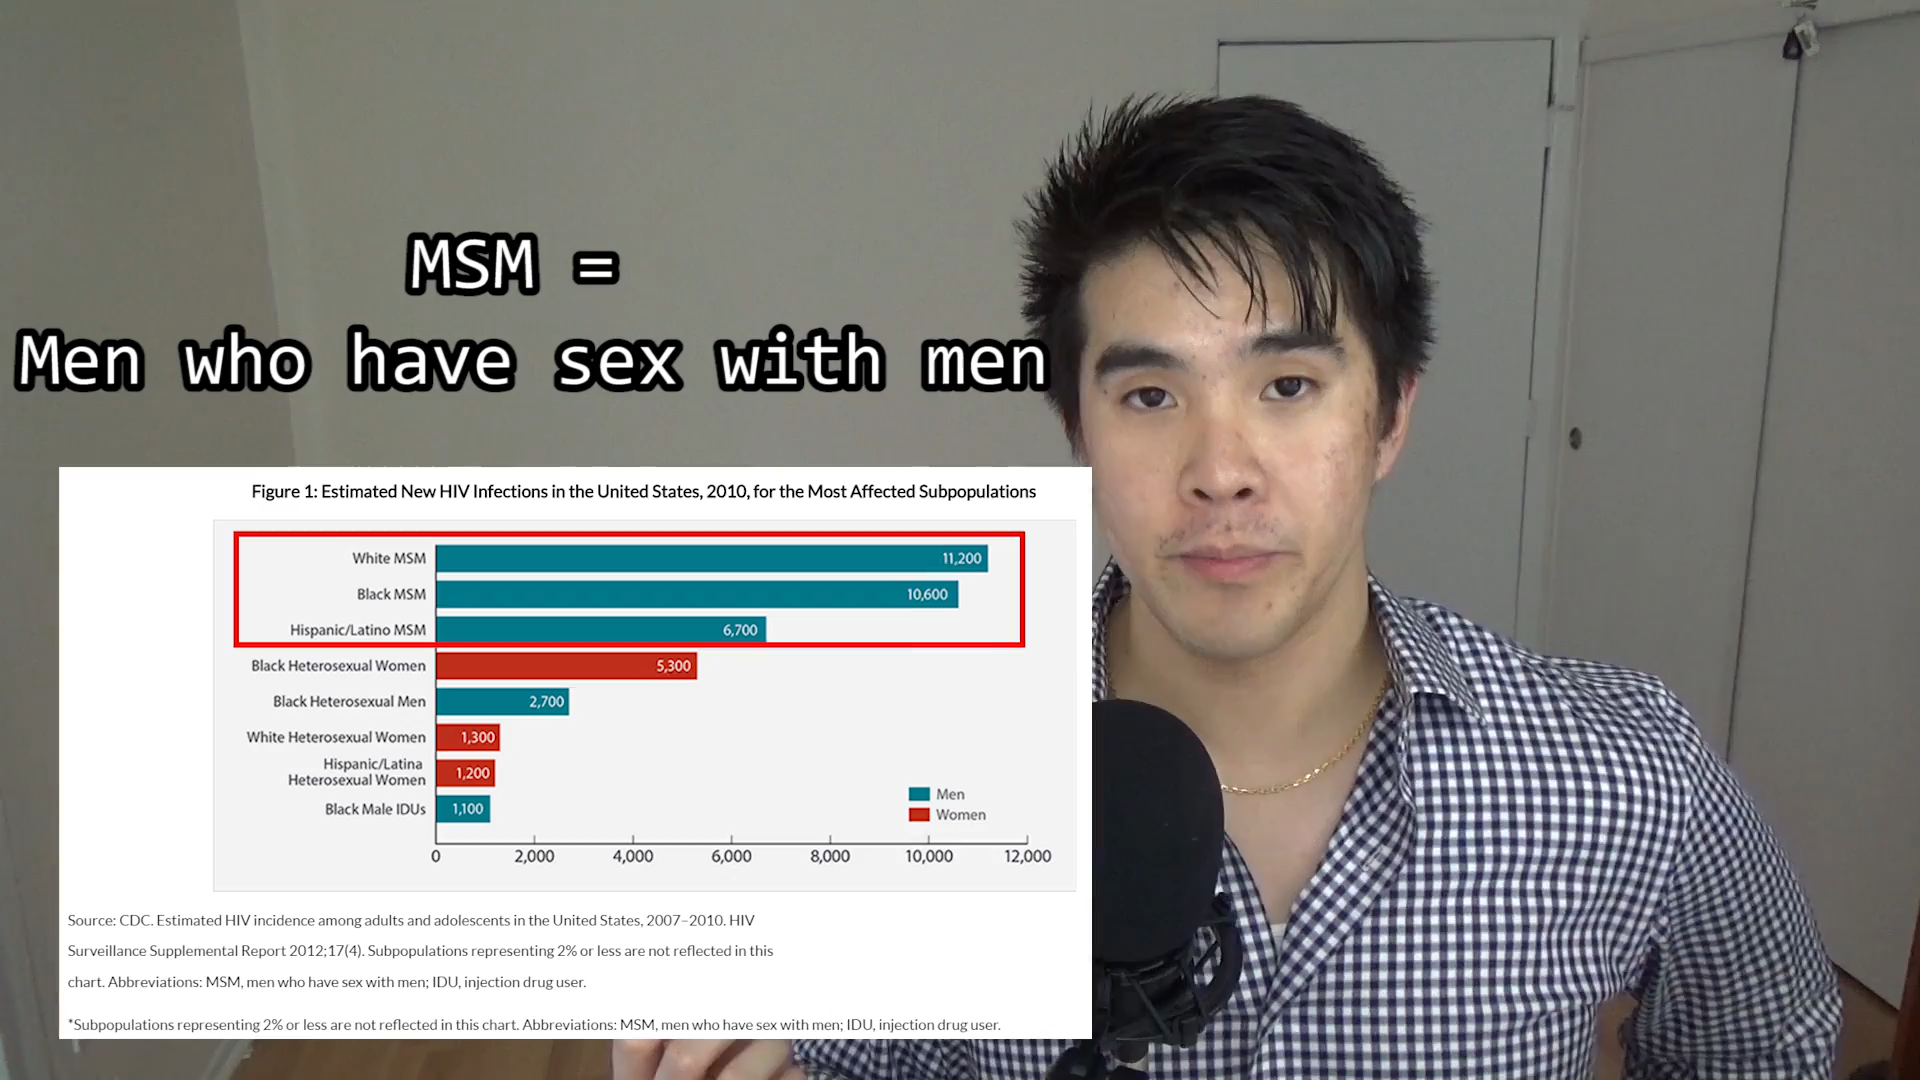 MSM =
Men who have sex with men
Figure 1: Estimated New HIV Infections in the United States, 2010, for the Most Affected Subpopulations
White MSM 11,200
Black MSM 10,600
Hispanic/Latino MSM 6,700
Black Heterosexual Women 5,300
Black Heterosexual Men 2,700
White Heterosexual Women 1,300
Hispanic/Latina
Heterosexual Women 1,200
Black Male IDUs 1,100
Men
Women
0 2,000 4,000 6,000 8,000 10,000 12,000
Source: CDC. Estimated HIV incidence among adults and adolescents in the United States, 2007–2010. HIV
Surveillance Supplemental Report 2012;17(4). Subpopulations representing 2% or less are not reflected in this
chart. Abbreviations: MSM, men who have sex with men; IDU, injection drug user.
*Subpopulations representing 2% or less are not reflected in this chart. Abbreviations: MSM, men who have sex with men; IDU, injection drug user.